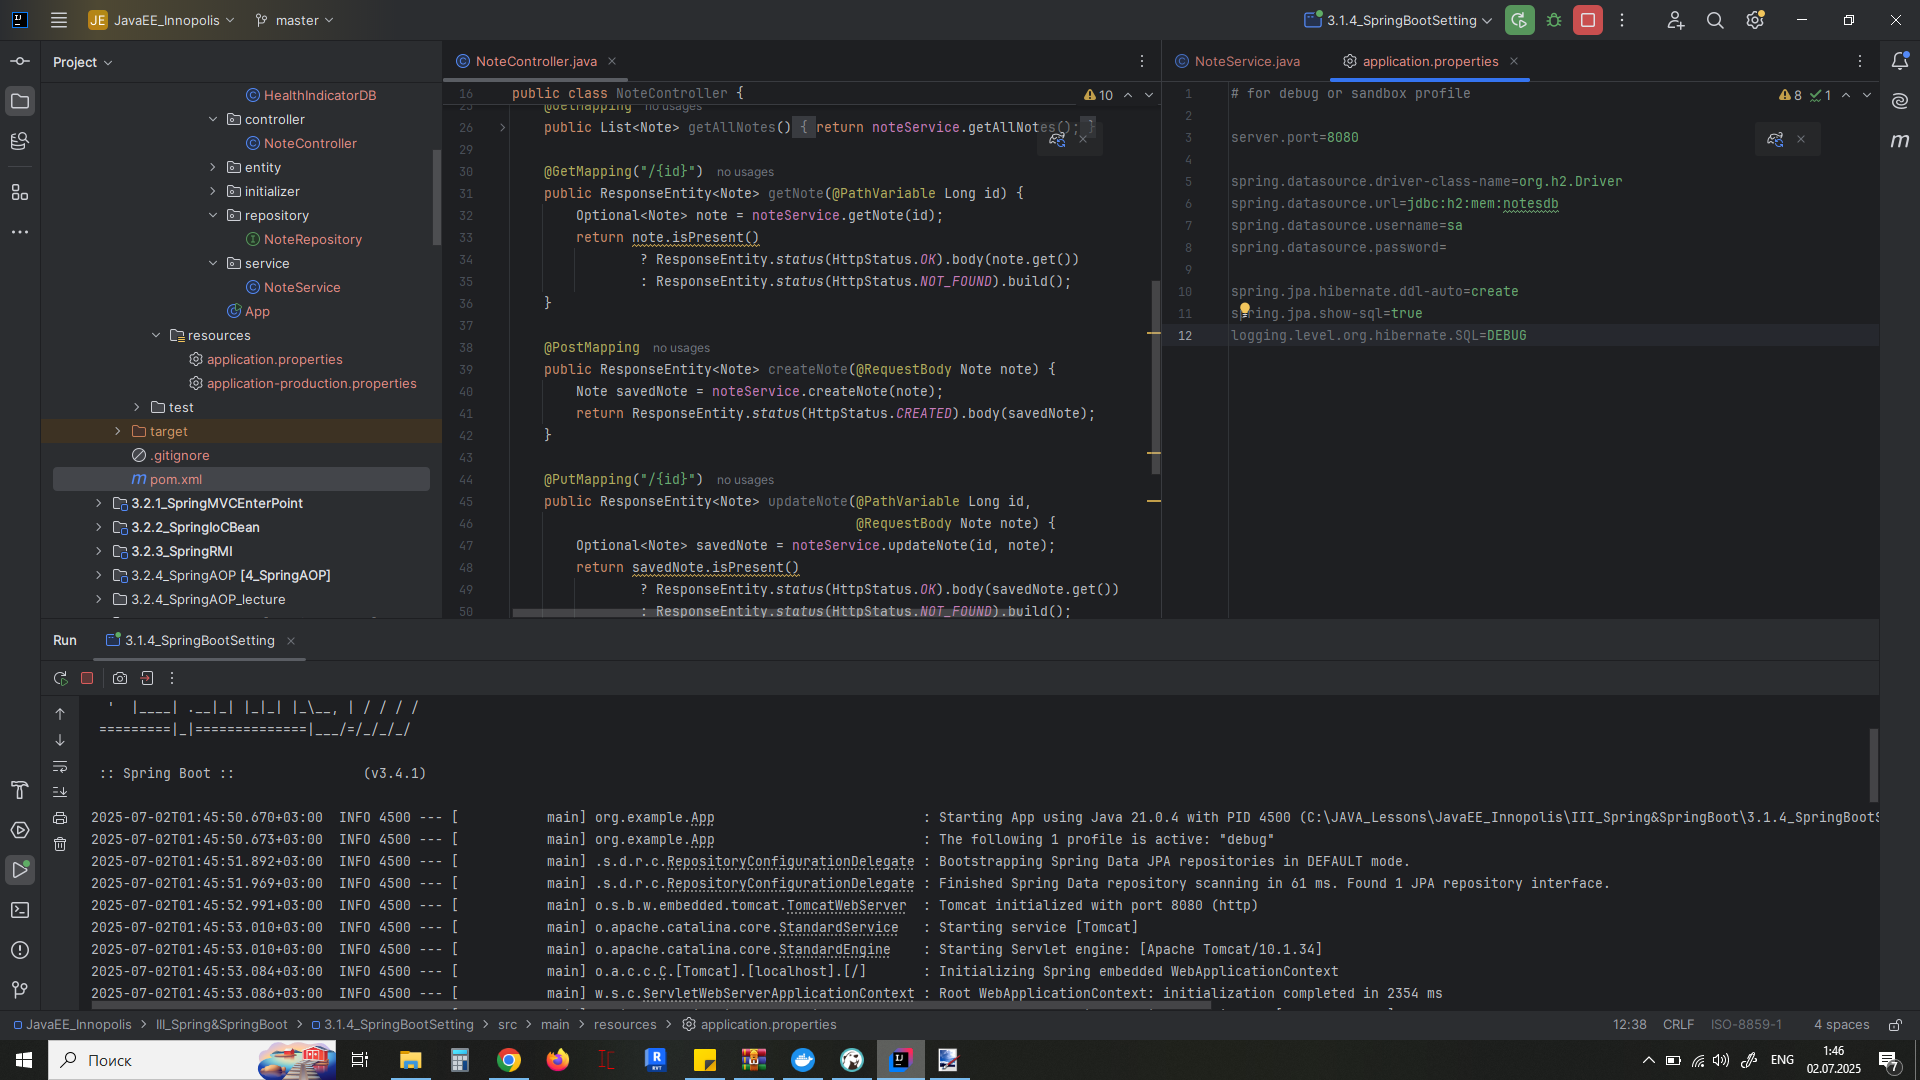 JE JavaEE_Innopolis
master
3.1.4_SpringBootSetting
Project
HealthIndicatorDB
controller
NoteController
entity
initializer
repository
NoteRepository
service
NoteService
App
resources
application.properties
application-production.properties
test
target
.gitignore
pom.xml
3.2.1_SpringMVCEnterPoint
3.2.2_SpringIoCBean
3.2.3_SpringRMI
3.2.4_SpringAOP [4_SpringAOP]
3.2.4_SpringAOP_lecture
NoteController.java
16 public class NoteController {
10
25 @GetMapping no usages
26 public List<Note> getAllNotes() { return noteService.getAllNotes(); }
29
30 @GetMapping("/{id}") no usages
31 public ResponseEntity<Note> getNote(@PathVariable Long id) {
32 Optional<Note> note = noteService.getNote(id);
33 return note.isPresent()
34 ? ResponseEntity.status(HttpStatus.OK).body(note.get())
35 : ResponseEntity.status(HttpStatus.NOT_FOUND).build();
36 }
37
38 @PostMapping no usages
39 public ResponseEntity<Note> createNote(@RequestBody Note note) {
40 Note savedNote = noteService.createNote(note);
41 return ResponseEntity.status(HttpStatus.CREATED).body(savedNote);
42 }
43
44 @PutMapping("/{id}") no usages
45 public ResponseEntity<Note> updateNote(@PathVariable Long id,
46 @RequestBody Note note) {
47 Optional<Note> savedNote = noteService.updateNote(id, note);
48 return savedNote.isPresent()
49 ? ResponseEntity.status(HttpStatus.OK).body(savedNote.get())
50 : ResponseEntity.status(HttpStatus.NOT_FOUND).build();
NoteService.java application.properties
8 1
1 # for debug or sandbox profile
2
3 server.port=8080
4
5 spring.datasource.driver-class-name=org.h2.Driver
6 spring.datasource.url=jdbc:h2:mem:notesdb
7 spring.datasource.username=sa
8 spring.datasource.password=
9
10 spring.jpa.hibernate.ddl-auto=create
11 spring.jpa.show-sql=true
12 logging.level.org.hibernate.SQL=DEBUG
Run 3.1.4_SpringBootSetting
'  |____| .__|_| |_|_| |_\__, | / / / /
=========|_|==============|___/=/_/_/_/
:: Spring Boot :: (v3.4.1)
2025-07-02T01:45:50.670+03:00 INFO 4500 --- [ main] org.example.App : Starting App using Java 21.0.4 with PID 4500 (C:\JAVA_Lessons\JavaEE_Innopolis\III_Spring&SpringBoot\3.1.4_SpringBootS
2025-07-02T01:45:50.673+03:00 INFO 4500 --- [ main] org.example.App : The following 1 profile is active: "debug"
2025-07-02T01:45:51.892+03:00 INFO 4500 --- [ main] .s.d.r.c.RepositoryConfigurationDelegate : Bootstrapping Spring Data JPA repositories in DEFAULT mode.
2025-07-02T01:45:51.969+03:00 INFO 4500 --- [ main] .s.d.r.c.RepositoryConfigurationDelegate : Finished Spring Data repository scanning in 61 ms. Found 1 JPA repository interface.
2025-07-02T01:45:52.991+03:00 INFO 4500 --- [ main] o.s.b.w.embedded.tomcat.TomcatWebServer : Tomcat initialized with port 8080 (http)
2025-07-02T01:45:53.010+03:00 INFO 4500 --- [ main] o.apache.catalina.core.StandardService : Starting service [Tomcat]
2025-07-02T01:45:53.010+03:00 INFO 4500 --- [ main] o.apache.catalina.core.StandardEngine : Starting Servlet engine: [Apache Tomcat/10.1.34]
2025-07-02T01:45:53.084+03:00 INFO 4500 --- [ main] o.a.c.c.C.[Tomcat].[localhost].[/] : Initializing Spring embedded WebApplicationContext
2025-07-02T01:45:53.086+03:00 INFO 4500 --- [ main] w.s.c.ServletWebServerApplicationContext : Root WebApplicationContext: initialization completed in 2354 ms
JavaEE_Innopolis > III_Spring&SpringBoot > 3.1.4_SpringBootSetting > src > main > resources > application.properties
12:38 CRLF ISO-8859-1 4 spaces
Поиск
ENG
1:46
02.07.2025
7